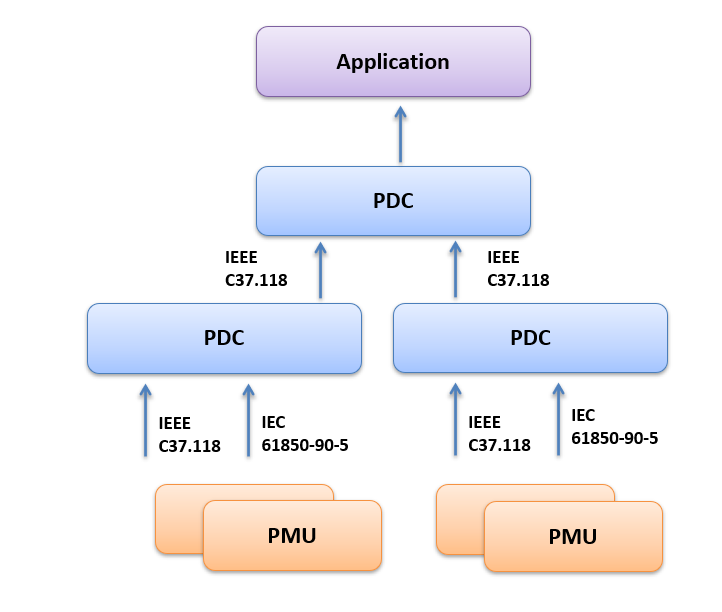 Application
PDC
IEEE
C37.118
IEEE
C37.118
PDC
PDC
IEEE
C37.118
IEC
61850-90-5
IEEE
C37.118
IEC
61850-90-5
PMU
PMU